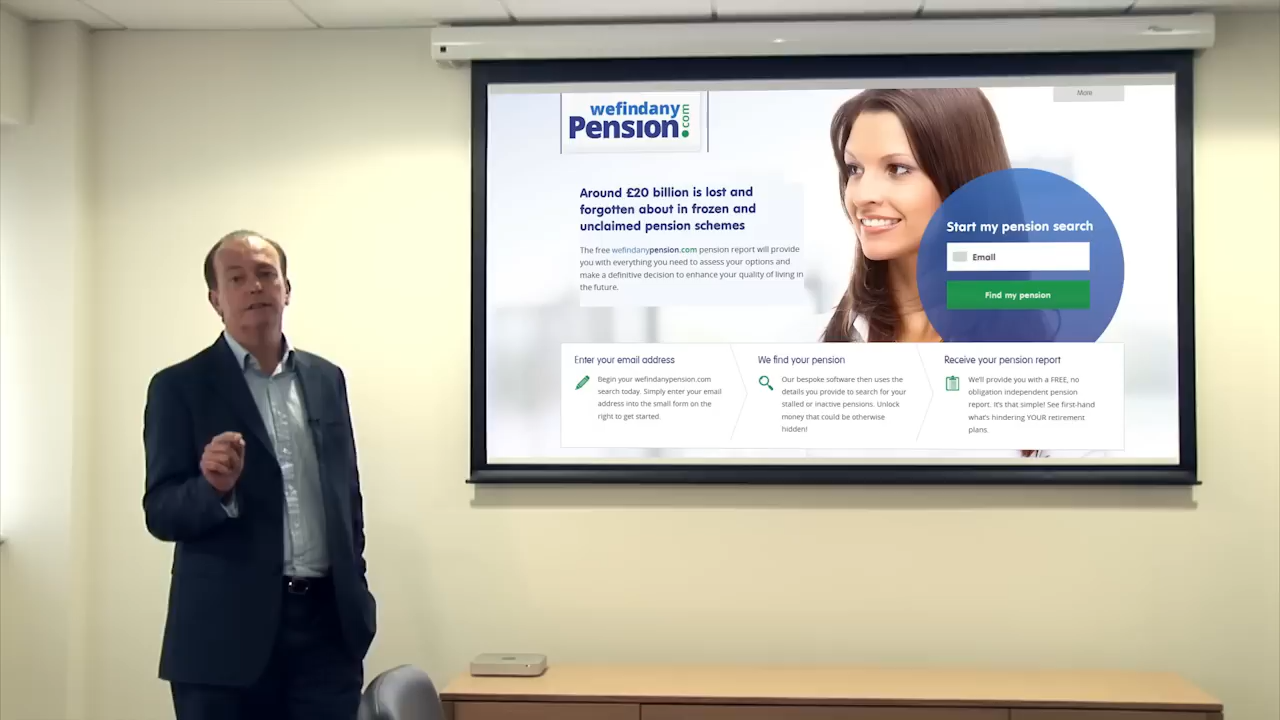 More
wefindany
Pension.com
Around £20 billion is lost and
forgotten about in frozen and
unclaimed pension schemes
The free wefindanypension.com pension report will provide
you with everything you need to assess your options and
make a definitive decision to enhance your quality of living in
the future.
Start my pension search
Email
Find my pension
Enter your email address
Begin your wefindanypension.com
search today. Simply enter your email
address into the small form on the
right to get started.
We find your pension
Our bespoke software then uses the
details you provide to search for your
stalled or inactive pensions. Unlock
money that could be otherwise
hidden!
Receive your pension report
We'll provide you with a FREE, no
obligation independent pension
report. It's that simple! See first-hand
what's hindering YOUR retirement
plans.